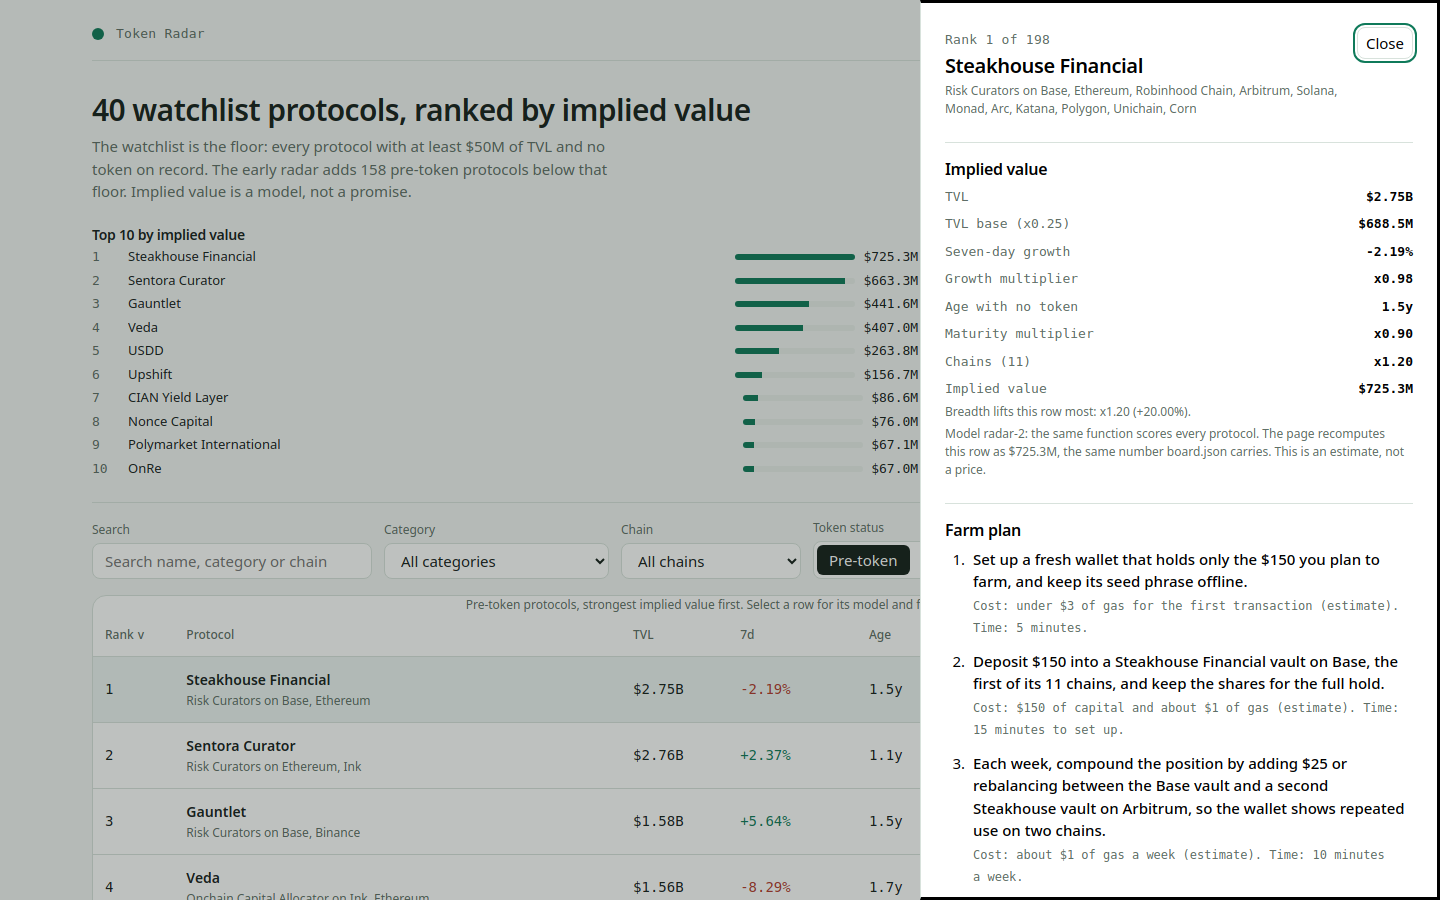 Token Radar
40 watchlist protocols, ranked by implied value
The watchlist is the floor: every protocol with at least $50M of TVL and no
token on record. The early radar adds 158 pre-token protocols below that
floor. Implied value is a model, not a promise.
Top 10 by implied value
1 Steakhouse Financial $725.3M
2 Sentora Curator $663.3M
3 Gauntlet $441.6M
4 Veda $407.0M
5 USDD $263.8M
6 Upshift $156.7M
7 CIAN Yield Layer $86.6M
8 Nonce Capital $76.0M
9 Polymarket International $67.1M
10 OnRe $67.0M
Search Category Chain Token status
Search name, category or chain All categories All chains Pre-token
Pre-token protocols, strongest implied value first. Select a row for its model and
Rank v Protocol TVL 7d Age
1 Steakhouse Financial $2.75B -2.19% 1.5y
Risk Curators on Base, Ethereum
2 Sentora Curator $2.76B +2.37% 1.1y
Risk Curators on Ethereum, Ink
3 Gauntlet $1.58B +5.64% 1.5y
Risk Curators on Base, Binance
4 Veda $1.56B -8.29% 1.7y
Onchain Capital Allocator on Ink, Ethereum
Rank 1 of 198
Close
Steakhouse Financial
Risk Curators on Base, Ethereum, Robinhood Chain, Arbitrum, Solana,
Monad, Arc, Katana, Polygon, Unichain, Corn
Implied value
TVL $2.75B
TVL base (x0.25) $688.5M
Seven-day growth -2.19%
Growth multiplier x0.98
Age with no token 1.5y
Maturity multiplier x0.90
Chains (11) x1.20
Implied value $725.3M
Breadth lifts this row most: x1.20 (+20.00%).
Model radar-2: the same function scores every protocol. The page recomputes
this row as $725.3M, the same number board.json carries. This is an estimate, not
a price.
Farm plan
1. Set up a fresh wallet that holds only the $150 you plan to
farm, and keep its seed phrase offline.
Cost: under $3 of gas for the first transaction (estimate).
Time: 5 minutes.
2. Deposit $150 into a Steakhouse Financial vault on Base, the
first of its 11 chains, and keep the shares for the full hold.
Cost: $150 of capital and about $1 of gas (estimate). Time:
15 minutes to set up.
3. Each week, compound the position by adding $25 or
rebalancing between the Base vault and a second
Steakhouse vault on Arbitrum, so the wallet shows repeated
use on two chains.
Cost: about $1 of gas a week (estimate). Time: 10 minutes
a week.